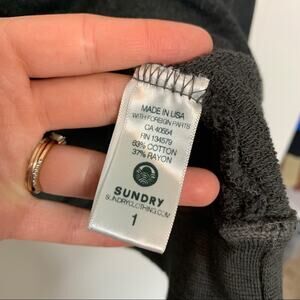 MADE IN USA
WITH FOREIGN PARTS
CA 40554
RN 134579
63% COTTON
37% RAYON
SUNDRY
SUNDRYCLOTHING.COM
1